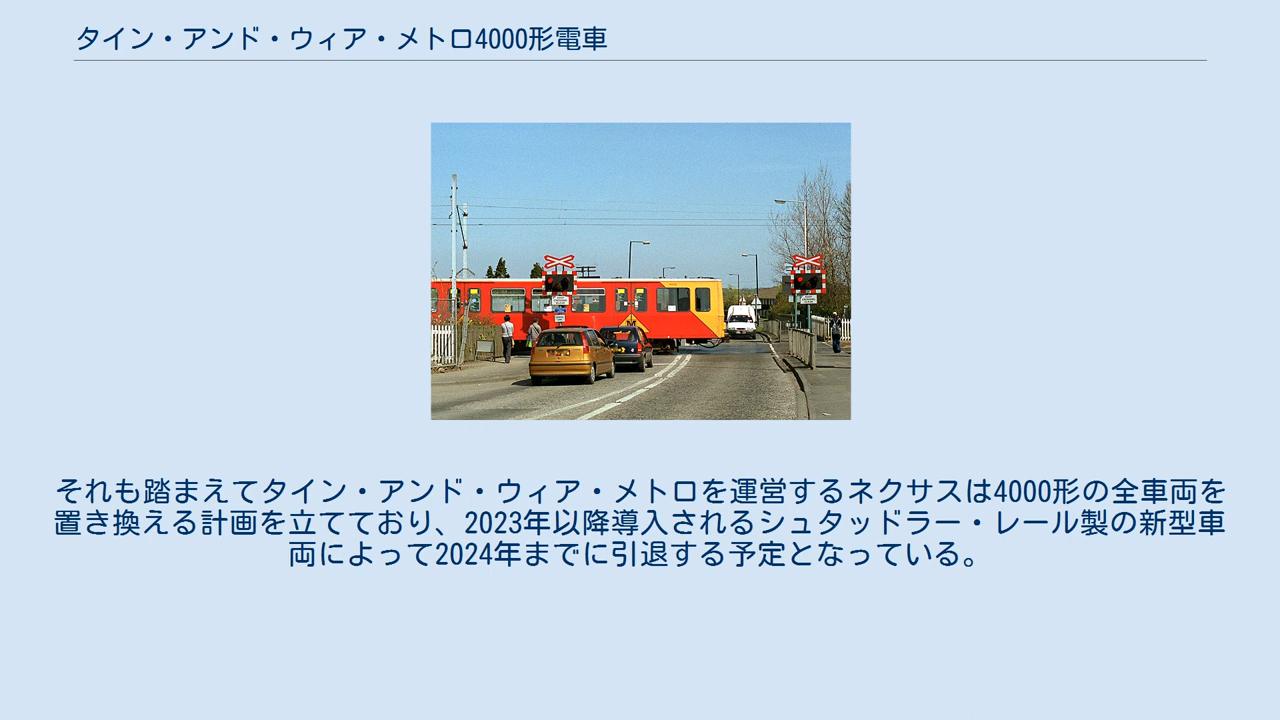 タイン・アンド・ウィア・メトロ4000形電車
それも踏まえてタイン・アンド・ウィア・メトロを運営するネクサスは4000形の全車両を
置き換える計画を立てており、2023年以降導入されるシュタッドラー・レール製の新型車
両によって2024年までに引退する予定となっている。